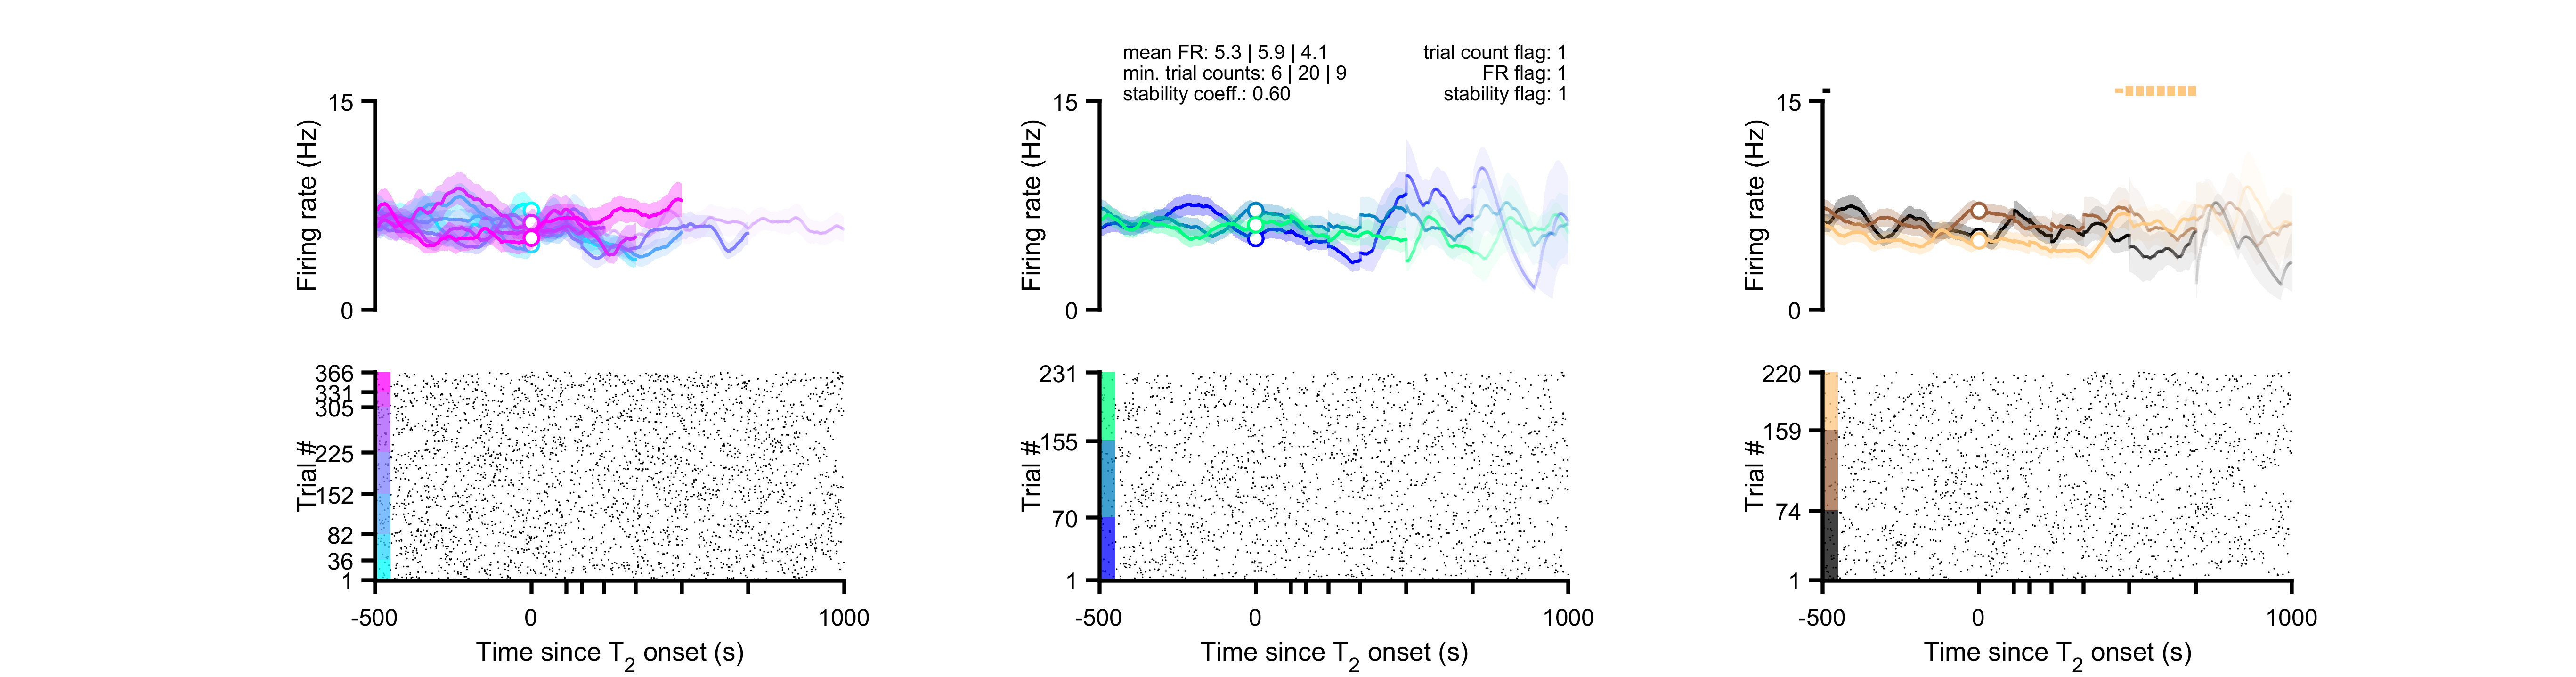 mean FR: 5.3 | 5.9 | 4.1
min. trial counts: 6 | 20 | 9
stability coeff.: 0.60
trial count flag: 1
FR flag: 1
stability flag: 1
15
Firing rate (Hz)
0
15
Firing rate (Hz)
0
15
Firing rate (Hz)
0
366
331
305
225
152
82
36
1
Trial #
-500
0
1000
Time since T2 onset (s)
231
155
70
1
Trial #
-500
0
1000
Time since T2 onset (s)
220
159
74
1
Trial #
-500
0
1000
Time since T2 onset (s)